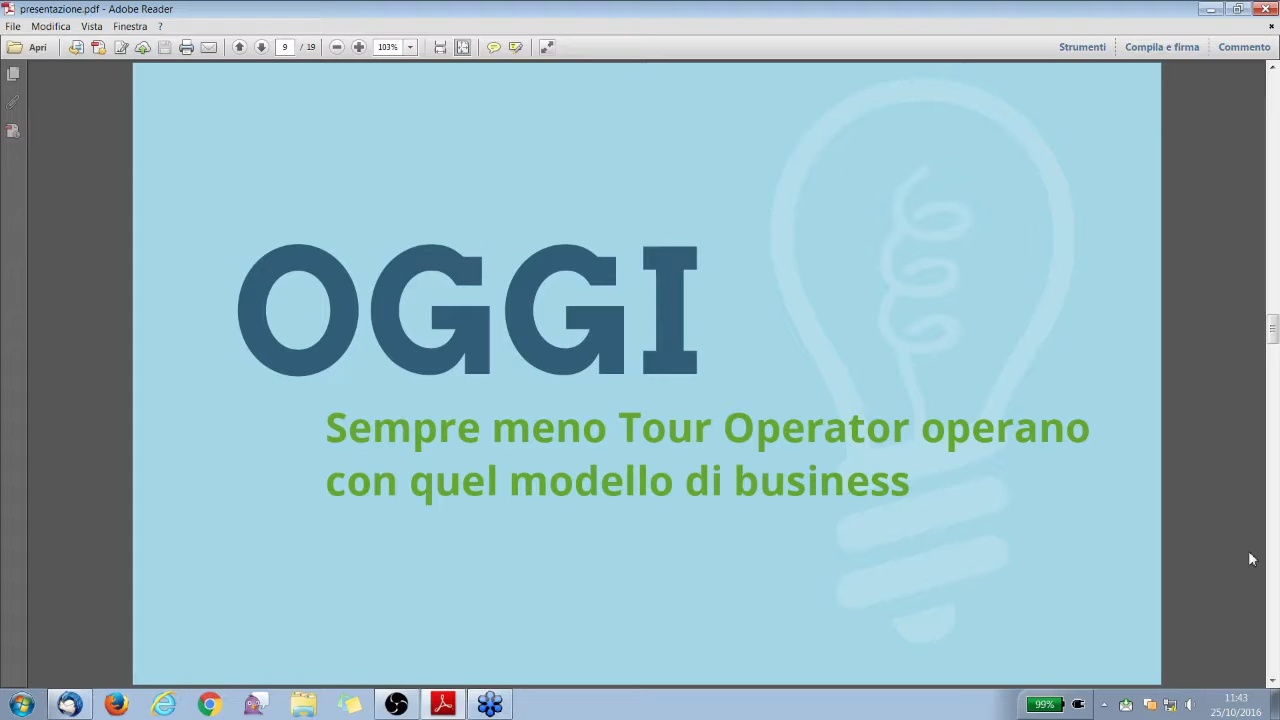 presentazione.pdf - Adobe Reader
File Modifica Vista Finestra ?
Apri 9 / 19 103% Strumenti Compila e firma Commento
OGGI
Sempre meno Tour Operator operano
con quel modello di business
99% 11:43
25/10/2016